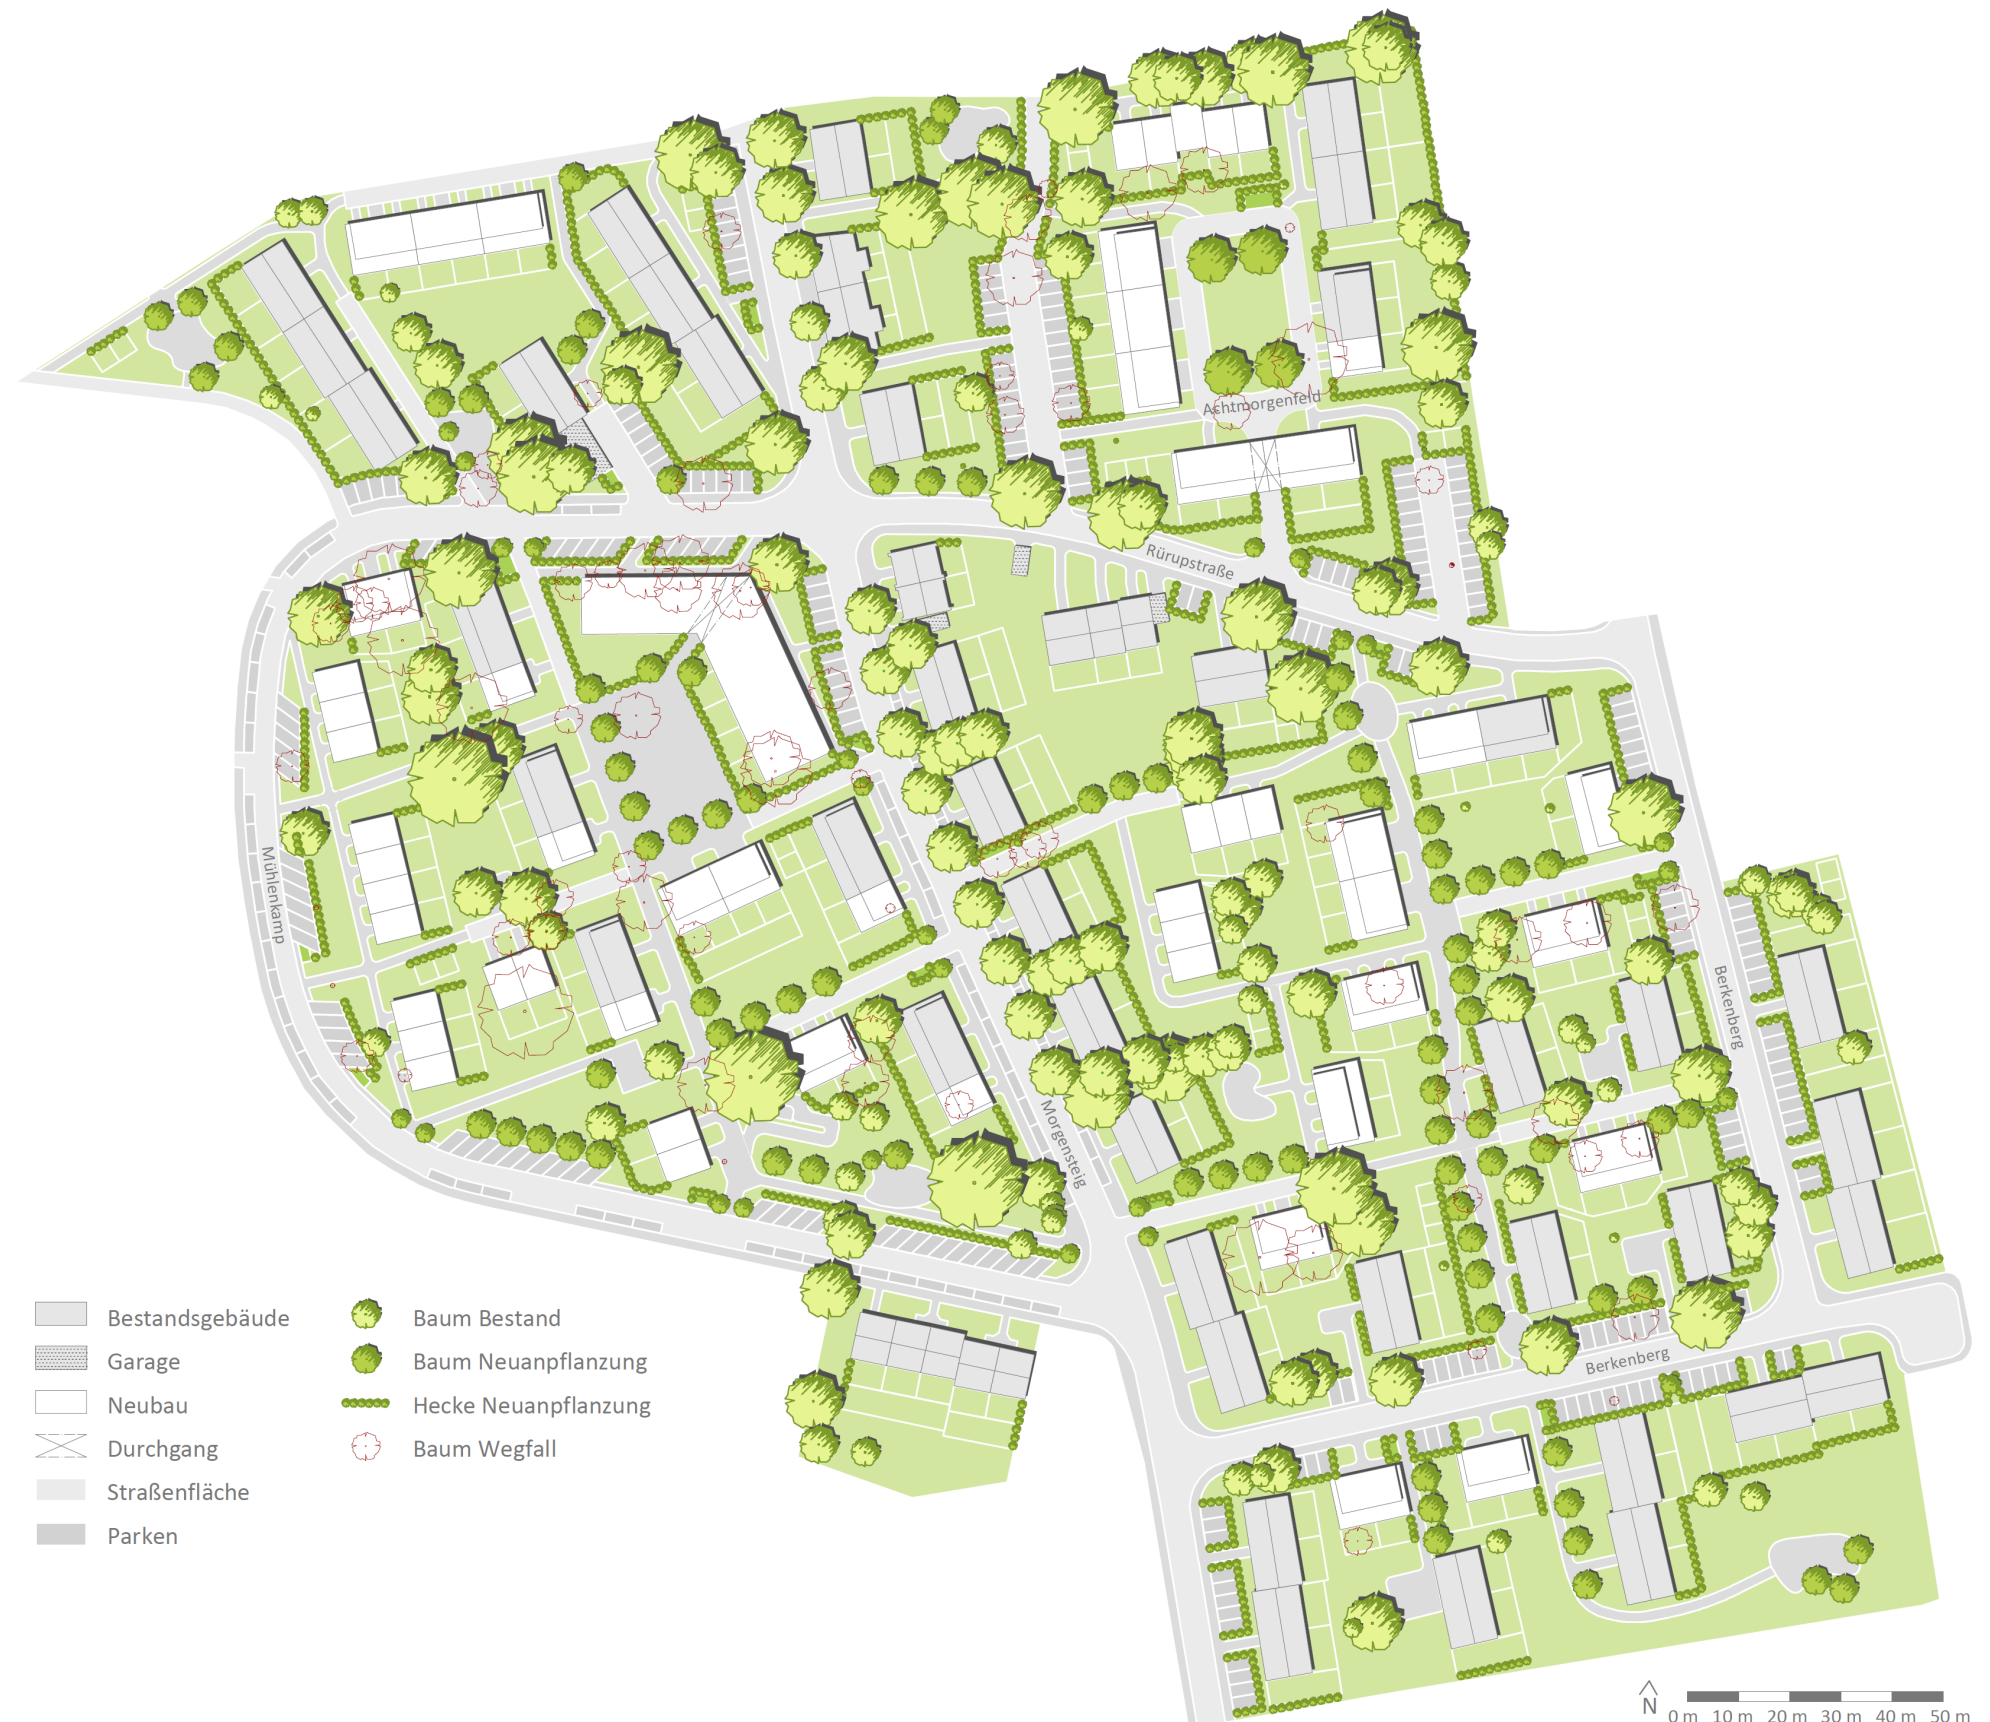 Achtmorgenfeld
Rürupstraße
Mühlenkamp
Berkenberg
Morgensteig
Berkenberg
Bestandsgebäude
Garage
Neubau
Durchgang
Straßenfläche
Parken
Baum Bestand
Baum Neuanpflanzung
Hecke Neuanpflanzung
Baum Wegfall
N
0 m 10 m 20 m 30 m 40 m 50 m